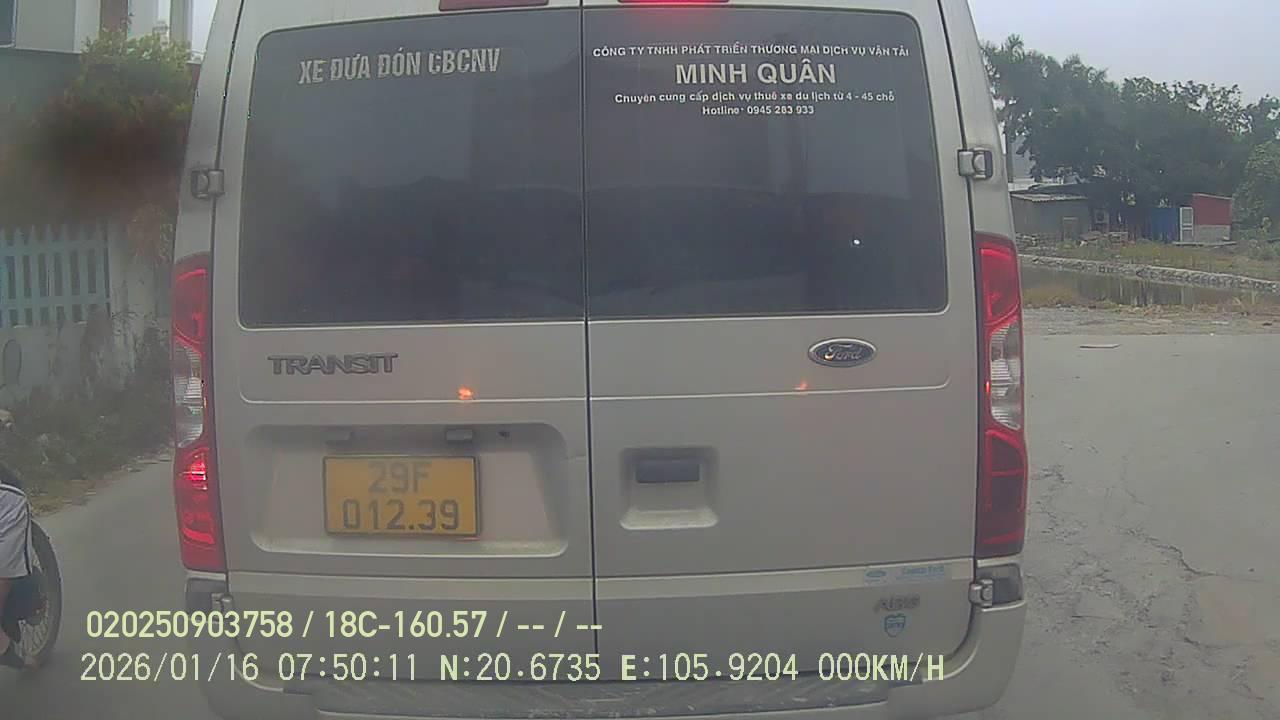 XE ĐƯA ĐÓN CBCNV
CÔNG TY TNHH PHÁT TRIỂN THƯƠNG MẠI DỊCH VỤ VẬN TẢI
MINH QUÂN
Chuyên cung cấp dịch vụ thuê xe du lịch từ 4 - 45 chỗ
Hotline: 0945 283 933
TRANSIT
Ford
29F
012.39
ABS
020250903758 / 18C-160.57 / -- / --
2026/01/16 07:50:11 N:20.6735 E:105.9204 000KM/H